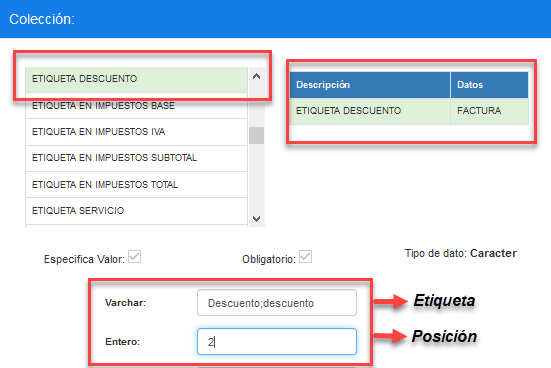 Colección:
ETIQUETA DESCUENTO
ETIQUETA EN IMPUESTOS BASE
ETIQUETA EN IMPUESTOS IVA
ETIQUETA EN IMPUESTOS SUBTOTAL
ETIQUETA EN IMPUESTOS TOTAL
ETIQUETA SERVICIO
Descripción Datos
ETIQUETA DESCUENTO FACTURA
Especifica Valor: Obligatorio: Tipo de dato: Caracter
Varchar: Descuento;descuento Etiqueta
Entero: 2 Posición